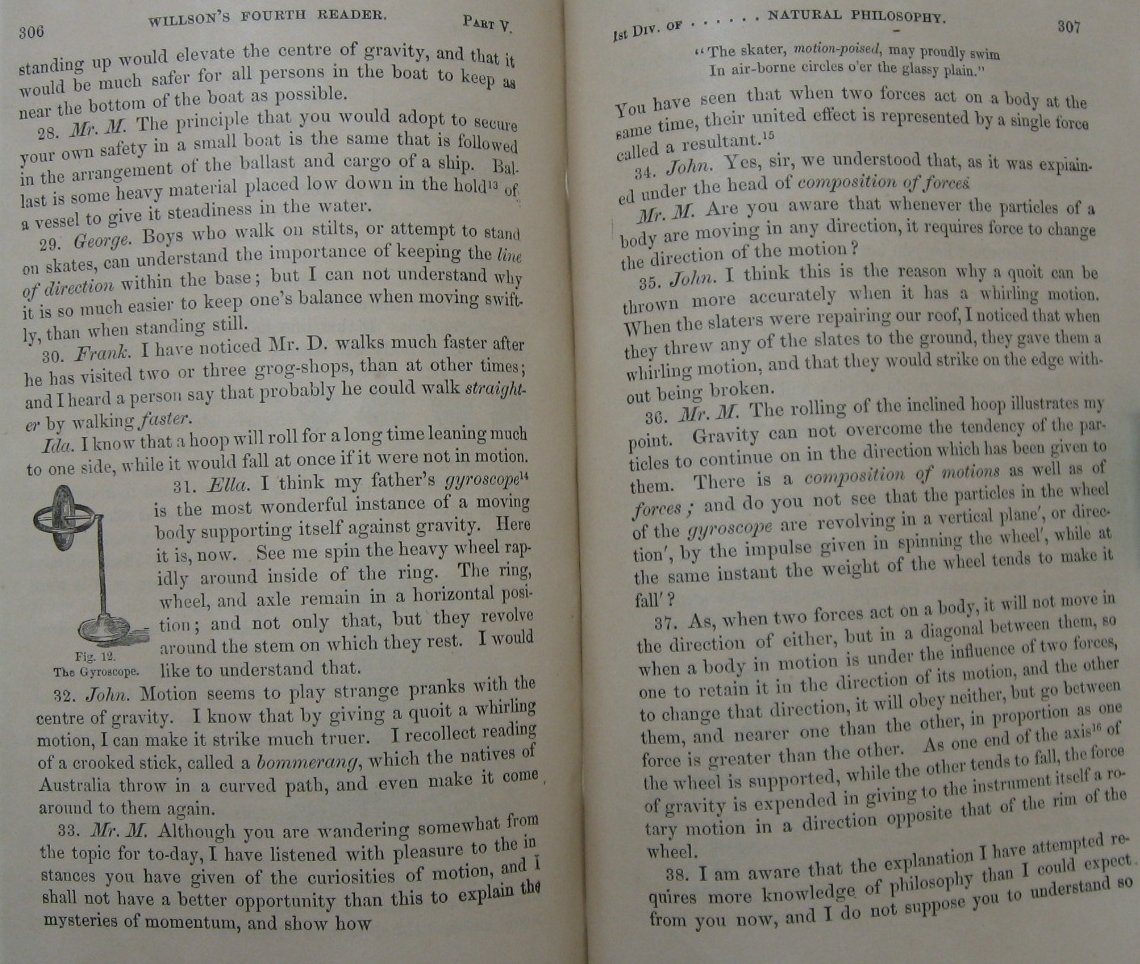 306
WILLSON'S FOURTH READER.
PART V.
standing up would elevate the centre of gravity, and that it
would be much safer for all persons in the boat to keep as
near the bottom of the boat as possible.
28. Mr. M. The principle that you would adopt to secure
your own safety in a small boat is the same that is followed
in the arrangement of the ballast and cargo of a ship. Bal-
last is some heavy material placed low down in the hold¹³ of
a vessel to give it steadiness in the water.
29. George. Boys who walk on stilts, or attempt to stand
on skates, can understand the importance of keeping the line
of direction within the base; but I can not understand why
it is so much easier to keep one's balance when moving swift-
ly, than when standing still.
30. Frank. I have noticed Mr. D. walks much faster after
he has visited two or three grog-shops, than at other times;
and I heard a person say that probably he could walk straight-
er by walking faster.
Ida. I know that a hoop will roll for a long time leaning much
to one side, while it would fall at once if it were not in motion.
31. Ella. I think my father's gyroscope¹⁴
is the most wonderful instance of a moving
body supporting itself against gravity. Here
it is, now. See me spin the heavy wheel rap-
idly around inside of the ring. The ring,
wheel, and axle remain in a horizontal posi-
tion; and not only that, but they revolve
around the stem on which they rest. I would
like to understand that.
Fig. 12.
The Gyroscope.
32. John. Motion seems to play strange pranks with the
centre of gravity. I know that by giving a quoit a whirling
motion, I can make it strike much truer. I recollect reading
of a crooked stick, called a bommerang, which the natives of
Australia throw in a curved path, and even make it come
around to them again.
33. Mr. M. Although you are wandering somewhat from
the topic for to-day, I have listened with pleasure to the in
stances you have given of the curiosities of motion, and I
shall not have a better opportunity than this to explain the
mysteries of momentum, and show how
1st DIV. OF . . . . . . NATURAL PHILOSOPHY.
307
"The skater, motion-poised, may proudly swim
In air-borne circles o'er the glassy plain."
You have seen that when two forces act on a body at the
same time, their united effect is represented by a single force
called a resultant.¹⁵
34. John. Yes, sir, we understood that, as it was explain-
ed under the head of composition of forces
Mr. M. Are you aware that whenever the particles of a
body are moving in any direction, it requires force to change
the direction of the motion?
35. John. I think this is the reason why a quoit can be
thrown more accurately when it has a whirling motion.
When the slaters were repairing our roof, I noticed that when
they threw any of the slates to the ground, they gave them a
whirling motion, and that they would strike on the edge with-
out being broken.
36. Mr. M. The rolling of the inclined hoop illustrates my
point. Gravity can not overcome the tendency of the par-
ticles to continue on in the direction which has been given to
them. There is a composition of motions as well as of
forces; and do you not see that the particles in the wheel
of the gyroscope are revolving in a vertical plane', or direc-
tion', by the impulse given in spinning the wheel', while at
the same instant the weight of the wheel tends to make it
fall'?
37. As, when two forces act on a body, it will not move in
the direction of either, but in a diagonal between them, so
when a body in motion is under the influence of two forces,
one to retain it in the direction of its motion, and the other
to change that direction, it will obey neither, but go between
them, and nearer one than the other, in proportion as one
force is greater than the other. As one end of the axis¹⁶ of
the wheel is supported, while the other tends to fall, the force
of gravity is expended in giving to the instrument itself a ro-
tary motion in a direction opposite that of the rim of the
wheel.
38. I am aware that the explanation I have attempted re-
quires more knowledge of philosophy than I could expect
from you now, and I do not suppose you to understand so